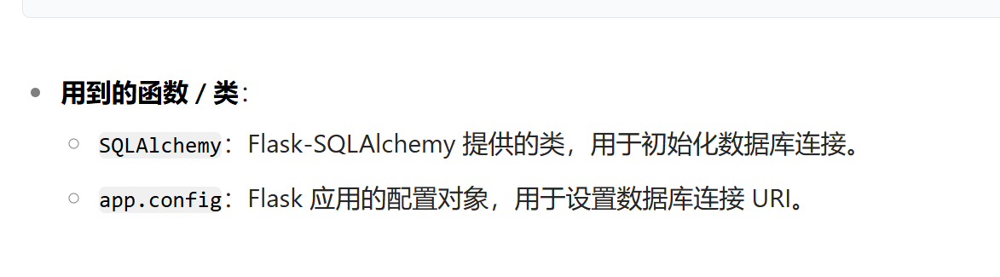 用到的函数 / 类：
SQLAlchemy：Flask-SQLAlchemy 提供的类，用于初始化数据库连接。
app.config：Flask 应用的配置对象，用于设置数据库连接 URI。